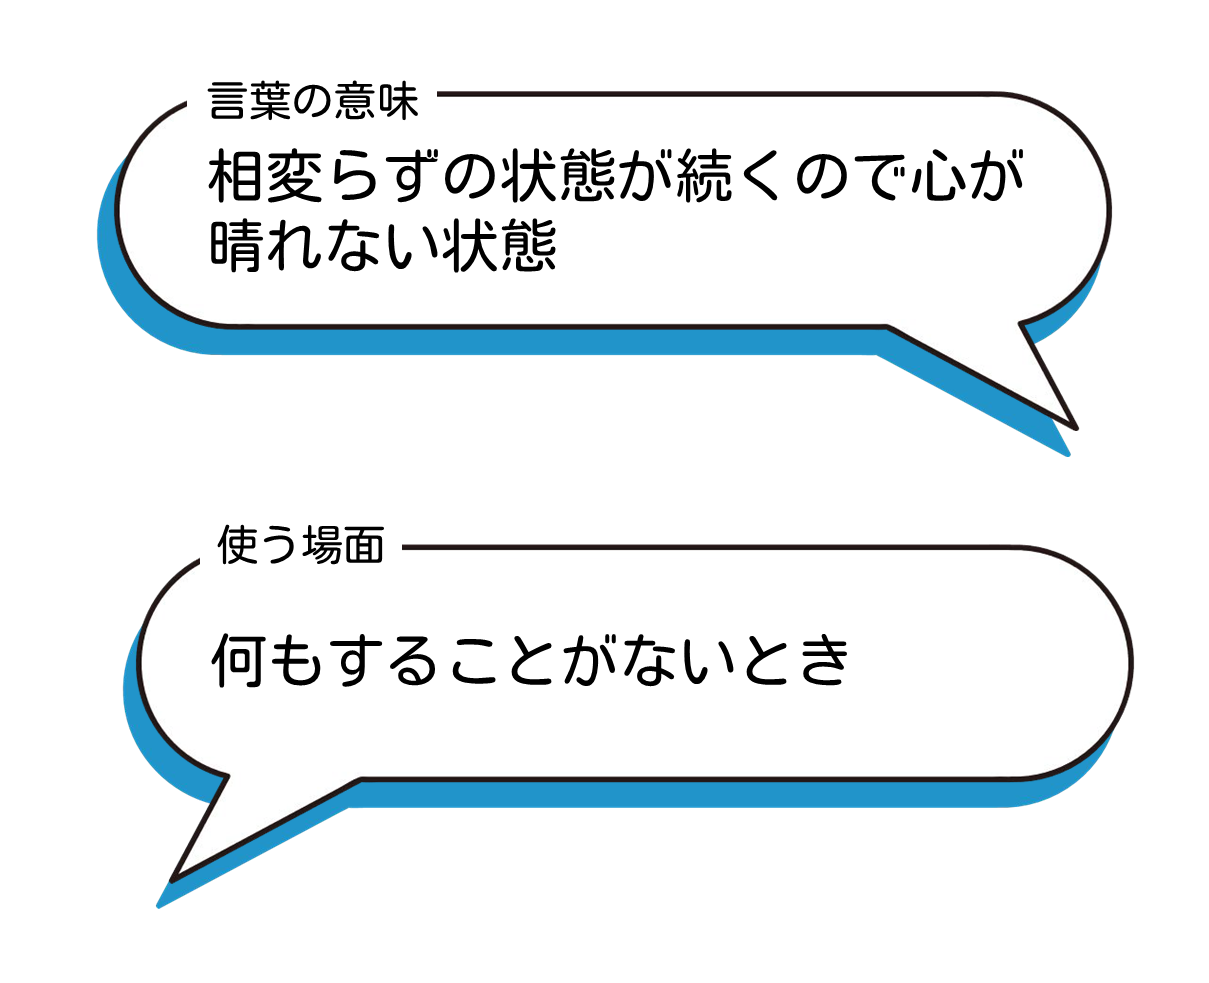 言葉の意味
相変らずの状態が続くので心が
晴れない状態
使う場面
何もすることがないとき